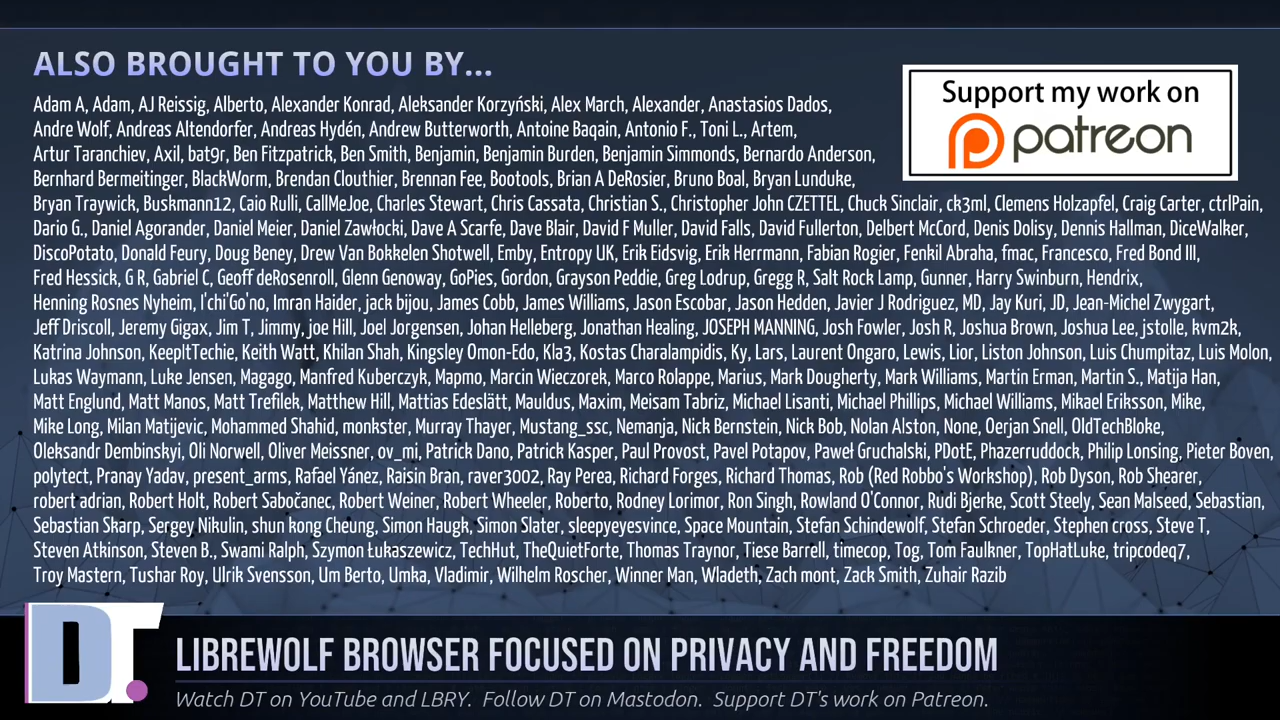 ALSO BROUGHT TO YOU BY...
Support my work on
patreon
Adam A, Adam, AJ Reissig, Alberto, Alexander Konrad, Aleksander Korzyński, Alex March, Alexander, Anastasios Dados,
Andre Wolf, Andreas Altendorfer, Andreas Hydén, Andrew Butterworth, Antoine Baqain, Antonio F., Toni L., Artem,
Artur Taranchiev, Axil, bat9r, Ben Fitzpatrick, Ben Smith, Benjamin, Benjamin Burden, Benjamin Simmonds, Bernardo Anderson,
Bernhard Bermeitinger, BlackWorm, Brendan Clouthier, Brennan Fee, Bootools, Brian A DeRosier, Bruno Boal, Bryan Lunduke,
Bryan Traywick, Buskmann12, Caio Rulli, CallMeJoe, Charles Stewart, Chris Cassata, Christian S., Christopher John CZETTEL, Chuck Sinclair, ck3ml, Clemens Holzapfel, Craig Carter, ctrlPain,
Dario G., Daniel Agorander, Daniel Meier, Daniel Zawłocki, Dave A Scarfe, Dave Blair, David F Muller, David Falls, David Fullerton, Delbert McCord, Denis Dolisy, Dennis Hallman, DiceWalker,
DiscoPotato, Donald Feury, Doug Beney, Drew Van Bokkelen Shotwell, Emby, Entropy UK, Erik Eidsvig, Erik Herrmann, Fabian Rogier, Fenkil Abraha, fmac, Francesco, Fred Bond III,
Fred Hessick, G R, Gabriel C, Geoff deRosenroll, Glenn Genoway, GoPies, Gordon, Grayson Peddie, Greg Lodrup, Gregg R, Salt Rock Lamp, Gunner, Harry Swinburn, Hendrix,
Henning Rosnes Nyheim, I'chi'Go'no, Imran Haider, jack bijou, James Cobb, James Williams, Jason Escobar, Jason Hedden, Javier J Rodriguez, MD, Jay Kuri, JD, Jean-Michel Zwygart,
Jeff Driscoll, Jeremy Gigax, Jim T, Jimmy, joe Hill, Joel Jorgensen, Johan Helleberg, Jonathan Healing, JOSEPH MANNING, Josh Fowler, Josh R, Joshua Brown, Joshua Lee, jstolle, kvm2k,
Katrina Johnson, KeepItTechie, Keith Watt, Khilan Shah, Kingsley Omon-Edo, Kla3, Kostas Charalampidis, Ky, Lars, Laurent Ongaro, Lewis, Lior, Liston Johnson, Luis Chumpitaz, Luis Molon,
Lukas Waymann, Luke Jensen, Magago, Manfred Kuberczyk, Mapmo, Marcin Wieczorek, Marco Rolappe, Marius, Mark Dougherty, Mark Williams, Martin Erman, Martin S., Matija Han,
Matt Englund, Matt Manos, Matt Trefilek, Matthew Hill, Mattias Edeslätt, Mauldus, Maxim, Meisam Tabriz, Michael Lisanti, Michael Phillips, Michael Williams, Mikael Eriksson, Mike,
Mike Long, Milan Matijevic, Mohammed Shahid, monkster, Murray Thayer, Mustang_ssc, Nemanja, Nick Bernstein, Nick Bob, Nolan Alston, None, Oerjan Snell, OldTechBloke,
Oleksandr Dembinskyi, Oli Norwell, Oliver Meissner, ov_mi, Patrick Dano, Patrick Kasper, Paul Provost, Pavel Potapov, Paweł Gruchalski, PDotE, Phazerruddock, Philip Lonsing, Pieter Boven,
polytect, Pranay Yadav, present_arms, Rafael Yánez, Raisin Bran, raver3002, Ray Perea, Richard Forges, Richard Thomas, Rob (Red Robbo's Workshop), Rob Dyson, Rob Shearer,
robert adrian, Robert Holt, Robert Sabočanec, Robert Weiner, Robert Wheeler, Roberto, Rodney Lorimor, Ron Singh, Rowland O'Connor, Rudi Bjerke, Scott Steely, Sean Malseed, Sebastian,
Sebastian Skarp, Sergey Nikulin, shun kong Cheung, Simon Haugk, Simon Slater, sleepyeyesvince, Space Mountain, Stefan Schindewolf, Stefan Schroeder, Stephen cross, Steve T,
Steven Atkinson, Steven B., Swami Ralph, Szymon Łukaszewicz, TechHut, TheQuietForte, Thomas Traynor, Tiese Barrell, timecop, Tog, Tom Faulkner, TopHatLuke, tripcodeq7,
Troy Mastern, Tushar Roy, Ulrik Svensson, Um Berto, Umka, Vladimir, Wilhelm Roscher, Winner Man, Wladeth, Zach mont, Zack Smith, Zuhair Razib
DT.
LIBREWOLF BROWSER FOCUSED ON PRIVACY AND FREEDOM
Watch DT on YouTube and LBRY. Follow DT on Mastodon. Support DT's work on Patreon.